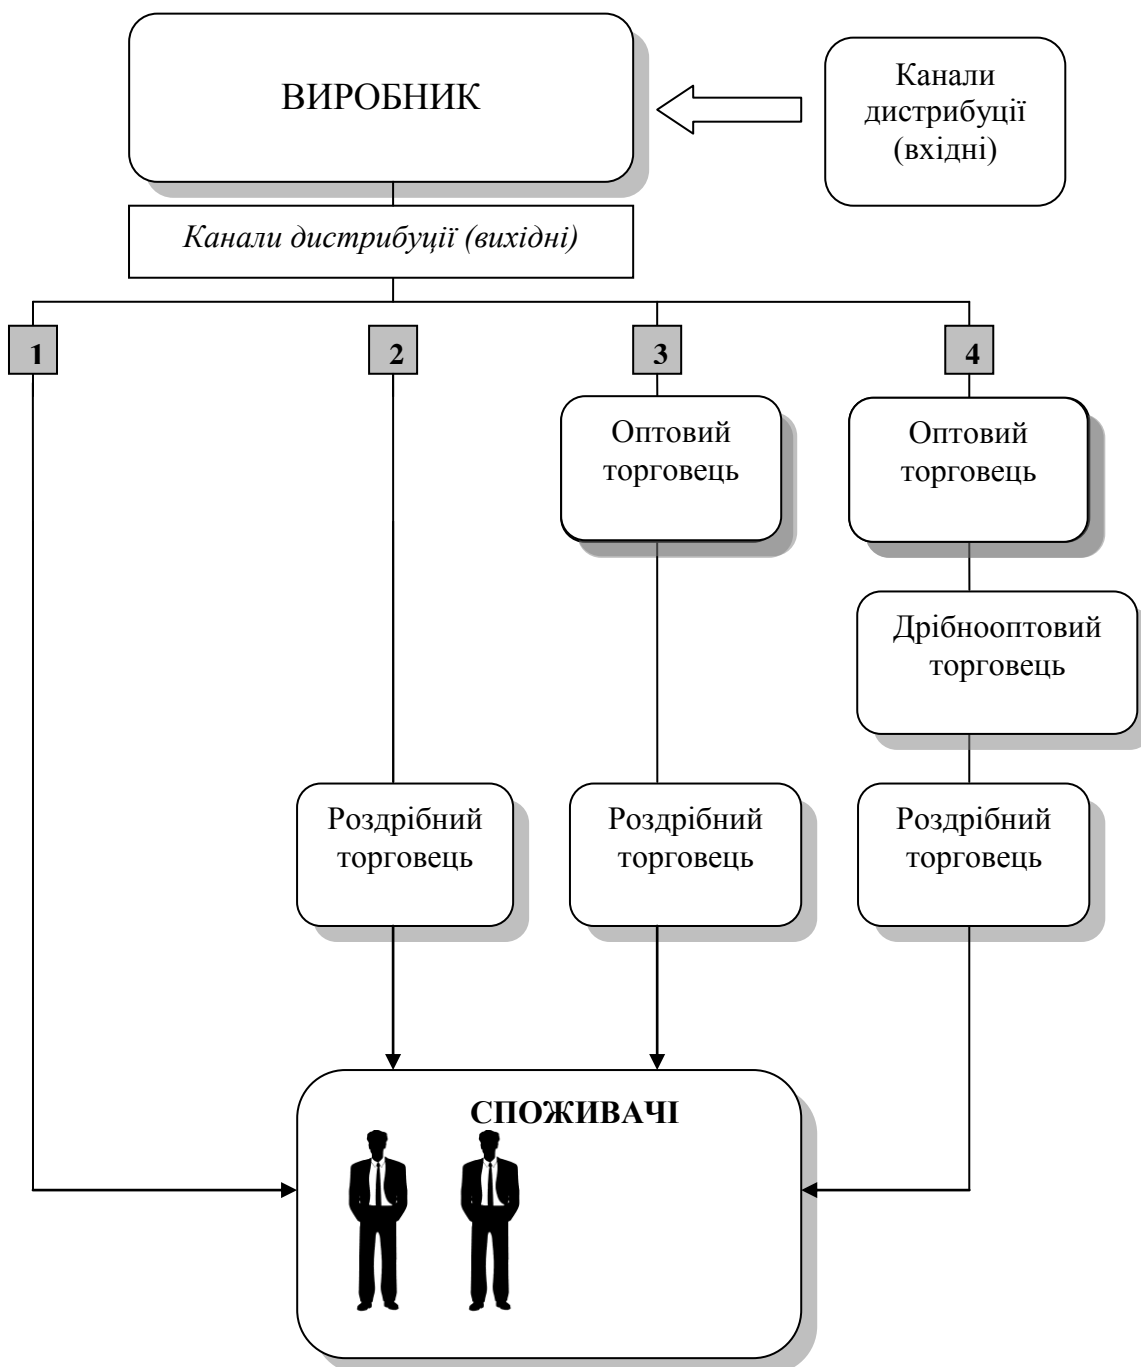 ВИРОБНИК
Канали
дистрибуції
(вхідні)
Канали дистрибуції (вихідні)
1
2
3
4
Оптовий
торговець
Оптовий
торговець
Дрібнооптовий
торговець
Роздрібний
торговець
Роздрібний
торговець
Роздрібний
торговець
СПОЖИВАЧІ